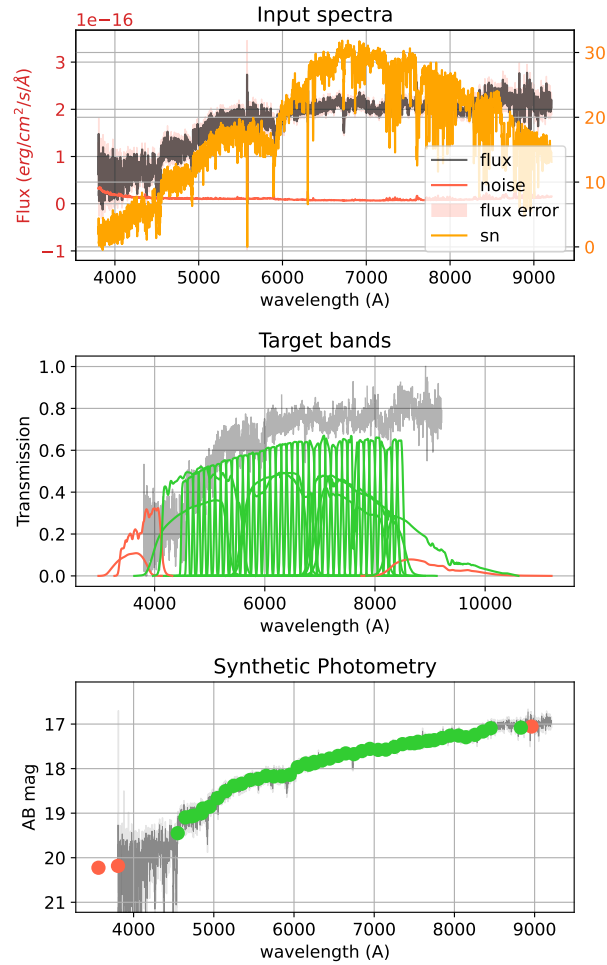 Input spectra
1e−16
3
2
1
0
−1
Flux (erg/cm²/s/Å)
30
20
10
0
flux
noise
flux error
sn
4000 5000 6000 7000 8000 9000
wavelength (A)
Target bands
1.0
0.8
0.6
0.4
0.2
0.0
Transmission
4000 6000 8000 10000
wavelength (A)
Synthetic Photometry
17
18
19
20
21
AB mag
4000 5000 6000 7000 8000 9000
wavelength (A)